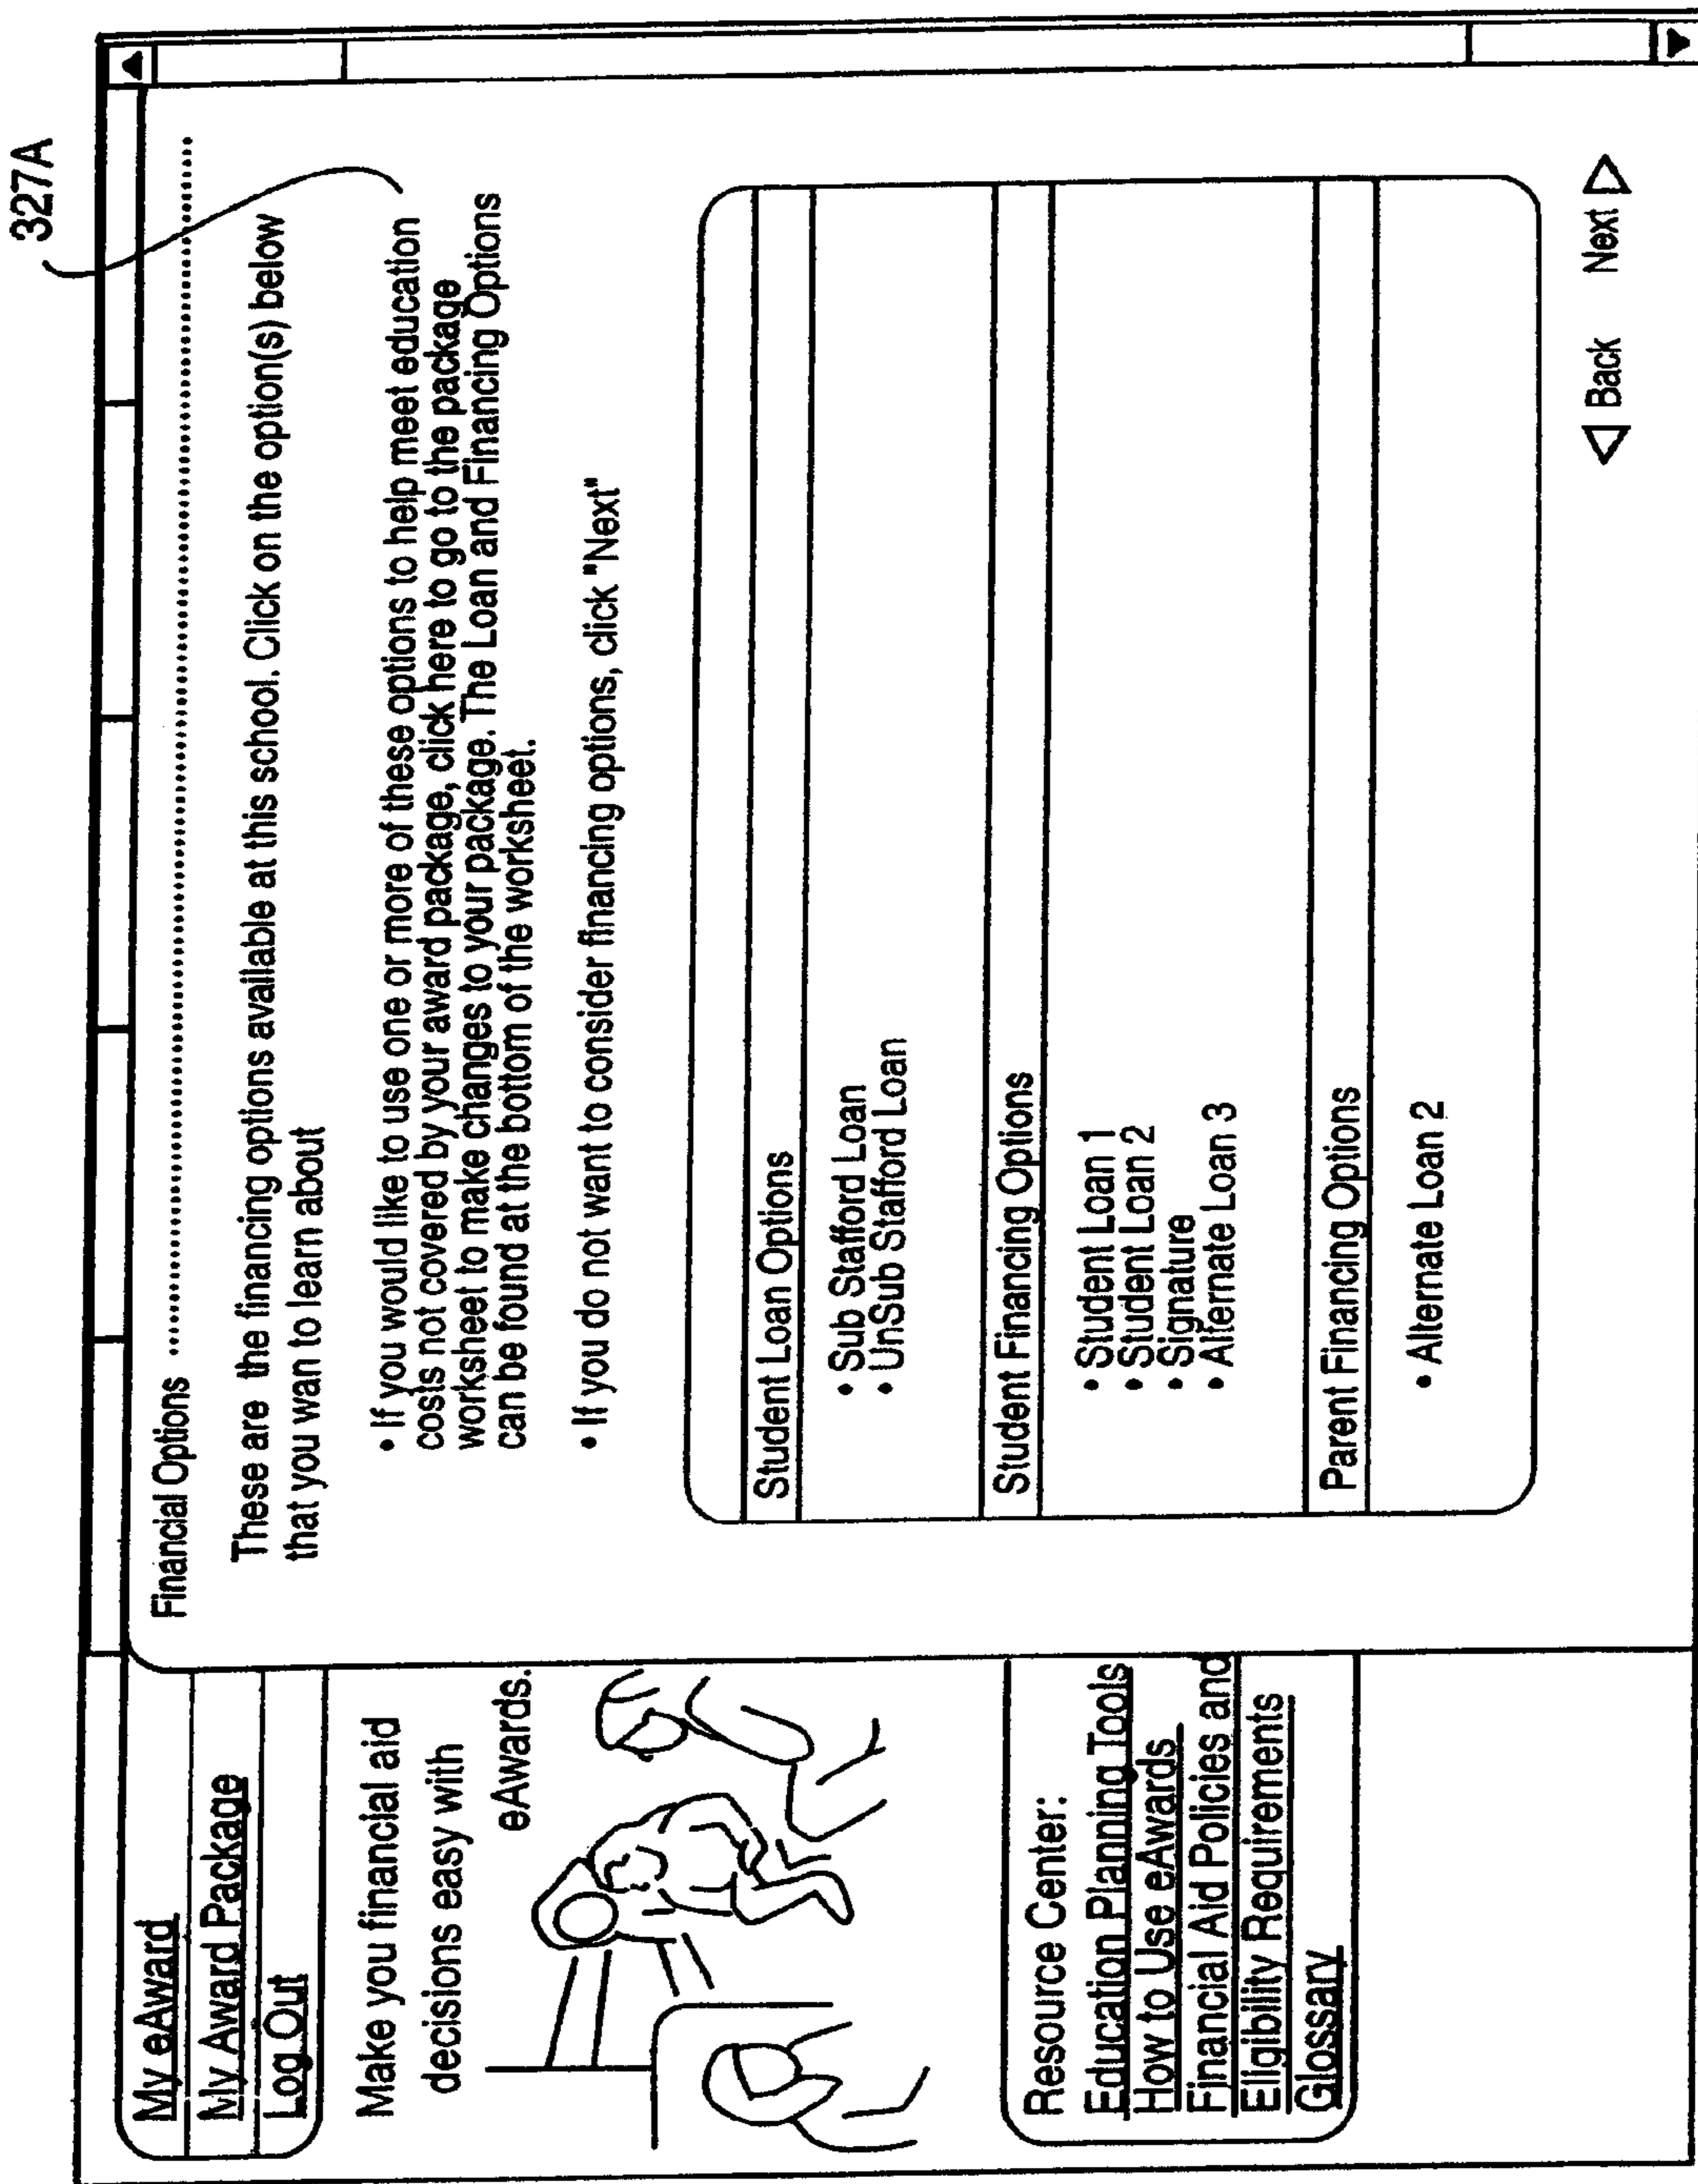 327A
My eAward
My Award Package
Log Out
Make you financial aid
decisions easy with
eAwards.
Resource Center:
Education Planning Tools
How to Use eAwards
Financial Aid Policies and
Eligibility Requirements
Glossary
Financial Options
These are the financing options available at this school. Click on the option(s) below
that you wan to learn about
• If you would like to use one or more of these options to help meet education
costs not covered by your award package, click here to go to the package
worksheet to make changes to your package. The Loan and Financing Options
can be found at the bottom of the worksheet.
• If you do not want to consider financing options, click "Next"
Student Loan Options
• Sub Stafford Loan
• UnSub Stafford Loan
Student Financing Options
• Student Loan 1
• Student Loan 2
• Signature
• Alternate Loan 3
Parent Financing Options
• Alternate Loan 2
Back Next